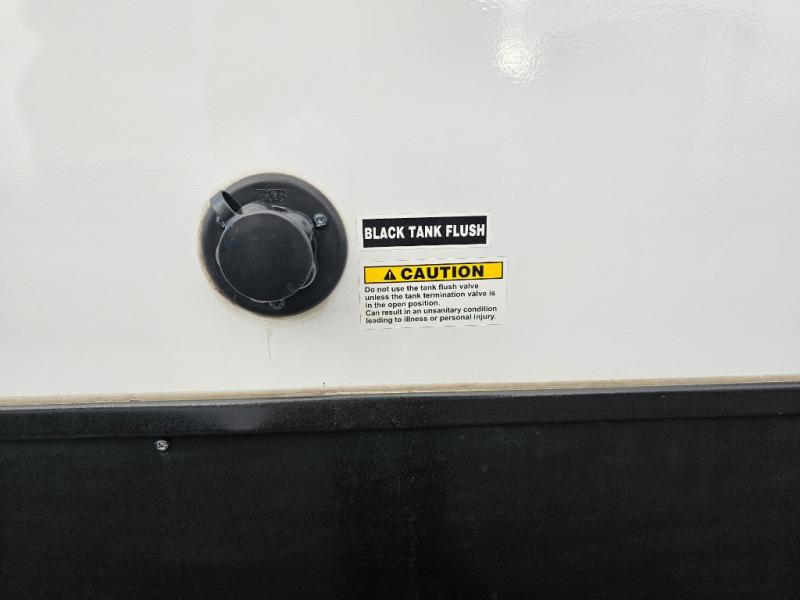 BLACK TANK FLUSH
⚠ CAUTION
Do not use the tank flush valve
unless the tank termination valve is
in the open position.
Can result in an unsanitary condition
leading to illness or personal injury.